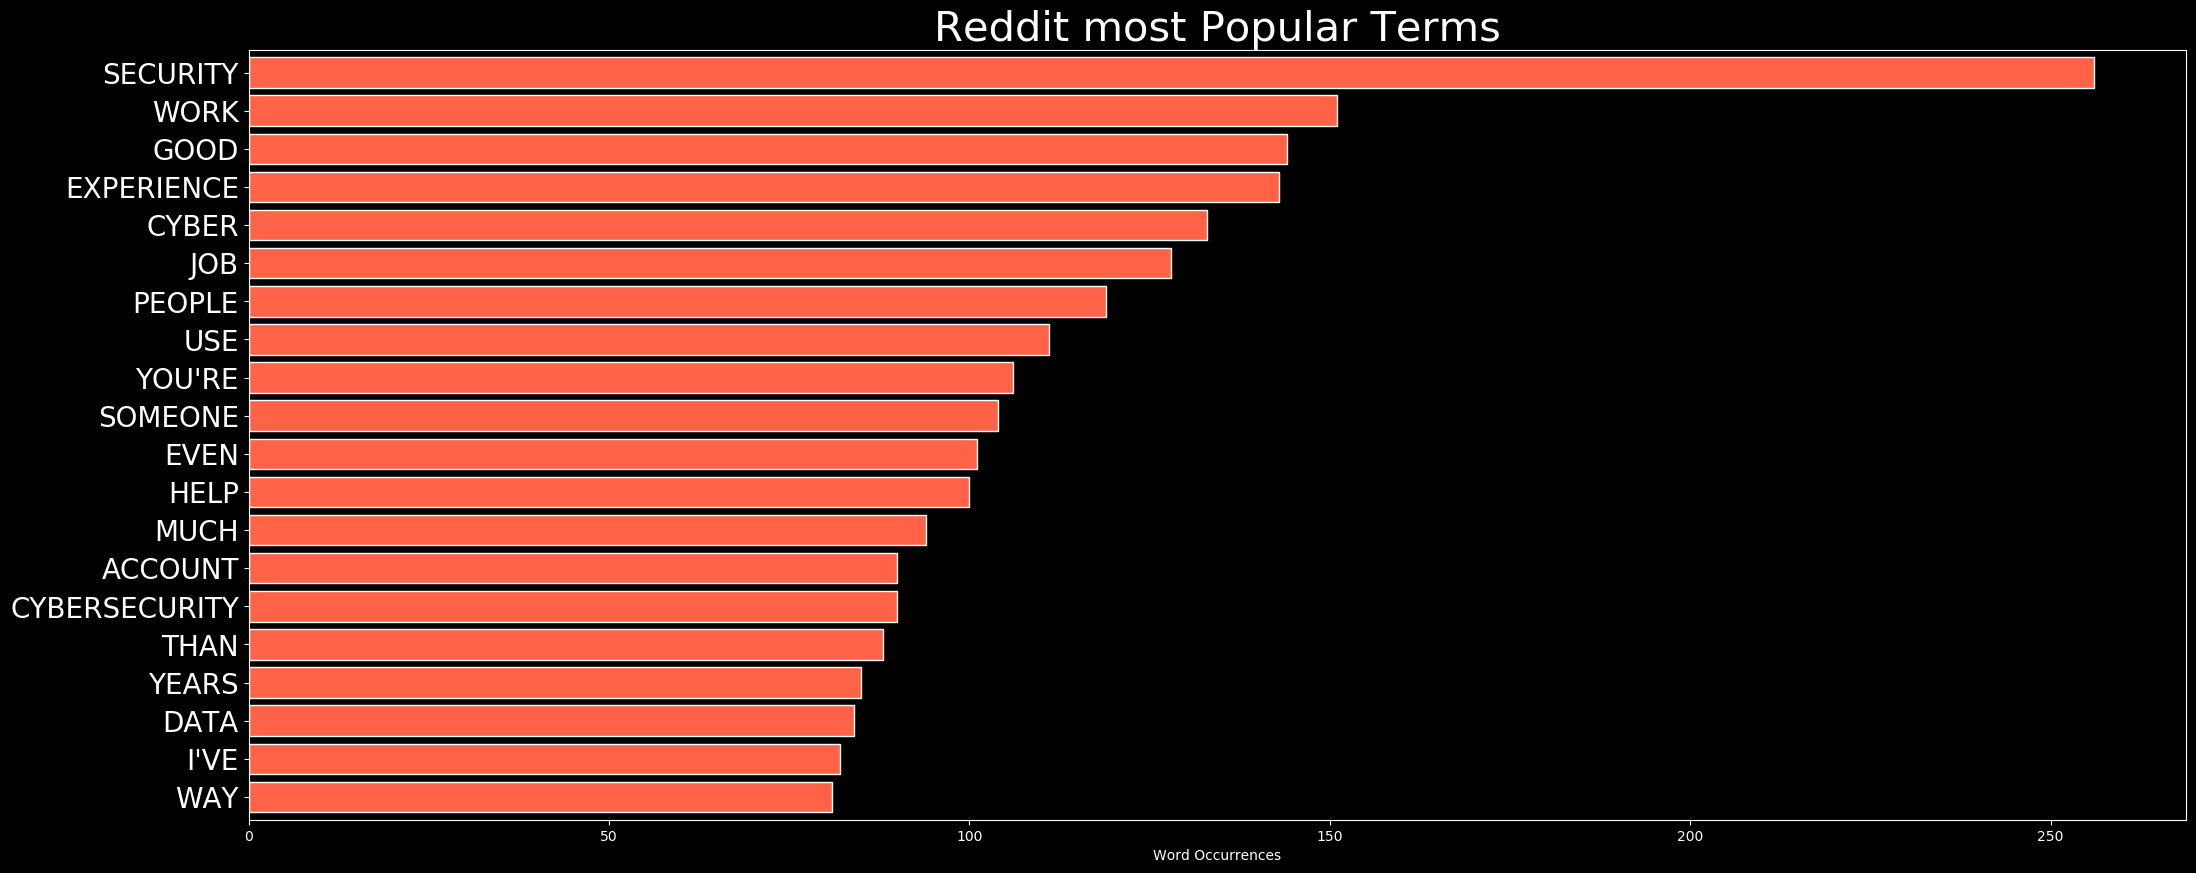 Reddit most Popular Terms
SECURITY
WORK
GOOD
EXPERIENCE
CYBER
JOB
PEOPLE
USE
YOU'RE
SOMEONE
EVEN
HELP
MUCH
ACCOUNT
CYBERSECURITY
THAN
YEARS
DATA
I'VE
WAY
0 50 100 150 200 250
Word Occurrences